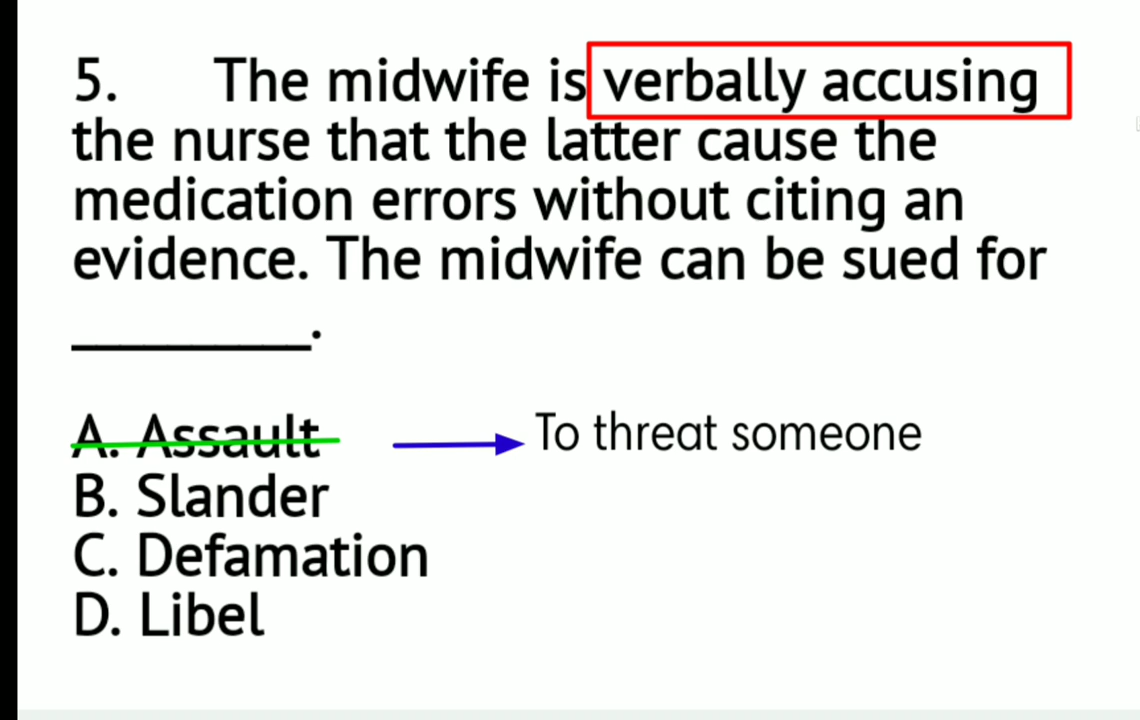 5. The midwife is verbally accusing
the nurse that the latter cause the
medication errors without citing an
evidence. The midwife can be sued for
__________.
A. Assault To threat someone
B. Slander
C. Defamation
D. Libel